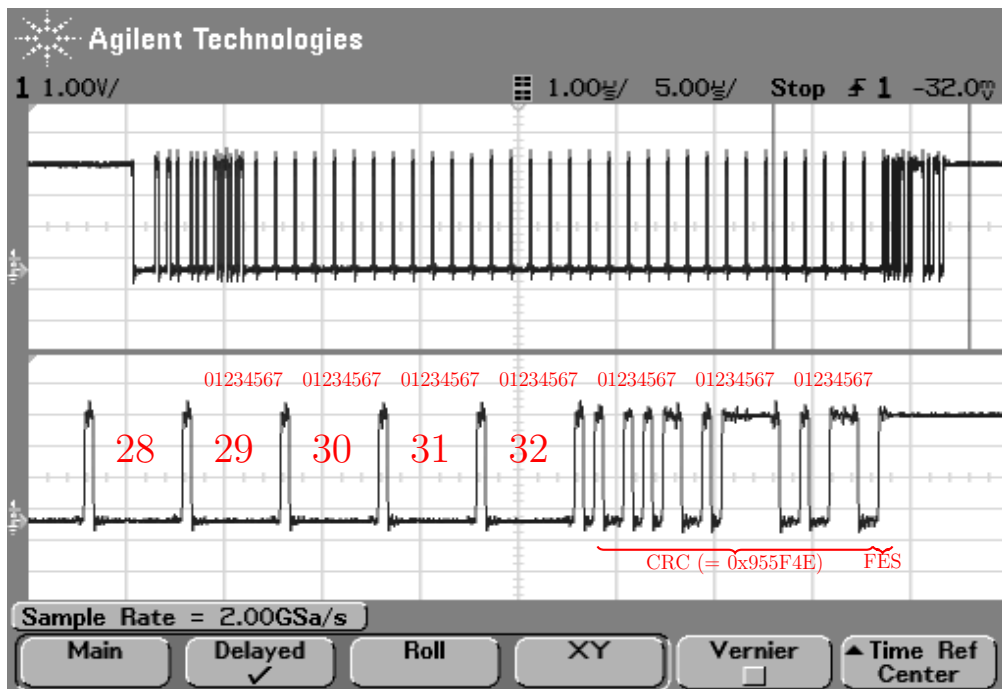 Agilent Technologies
1 1.00V/ 1.00µs/ 5.00µs/ Stop 1 -32.0mV
01234567 01234567 01234567 01234567 01234567 01234567 01234567
28 29 30 31 32
CRC (= 0x955F4E) FES
Sample Rate = 2.00GSa/s
Main Delayed Roll XY Vernier Time Ref
Center